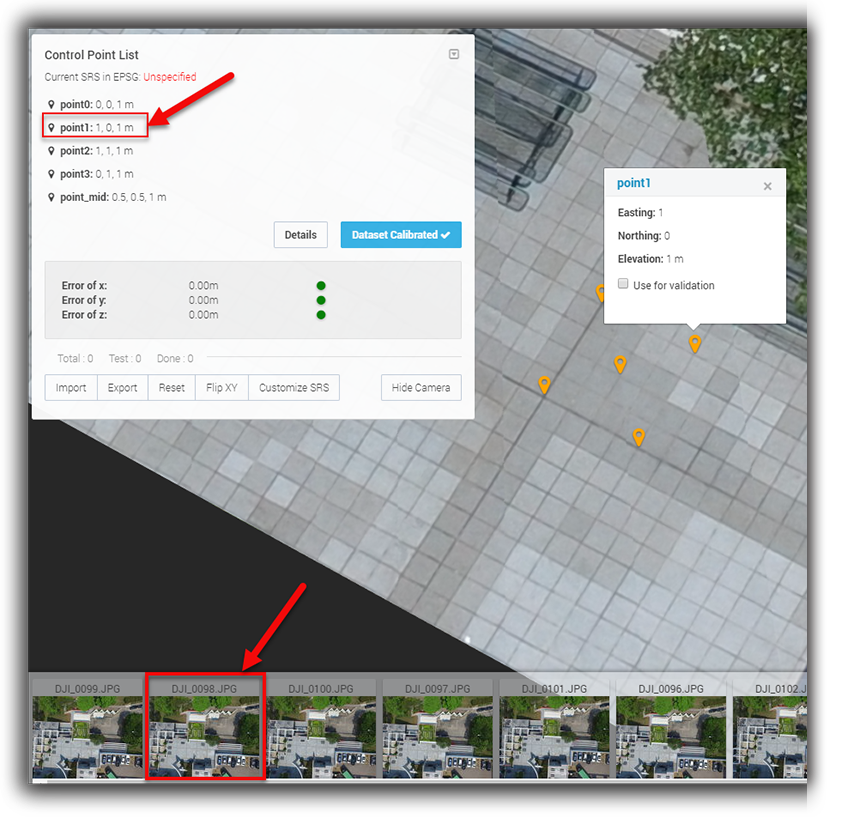 Control Point List
Current SRS in EPSG: Unspecified
point0: 0, 0, 1 m
point1: 1, 0, 1 m
point2: 1, 1, 1 m
point3: 0, 1, 1 m
point_mid: 0.5, 0.5, 1 m
Details
Dataset Calibrated
Error of x: 0.00m
Error of y: 0.00m
Error of z: 0.00m
Total : 0 Test : 0 Done : 0
Import Export Reset Flip XY Customize SRS Hide Camera
point1
Easting: 1
Northing: 0
Elevation: 1 m
Use for validation
DJI_0099.JPG DJI_0098.JPG DJI_0100.JPG DJI_0097.JPG DJI_0101.JPG DJI_0096.JPG DJI_0102.J